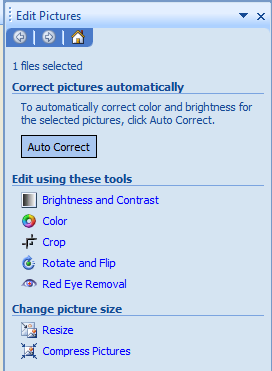 Edit Pictures
1 files selected
Correct pictures automatically
To automatically correct color and brightness for
the selected pictures, click Auto Correct.
Auto Correct
Edit using these tools
Brightness and Contrast
Color
Crop
Rotate and Flip
Red Eye Removal
Change picture size
Resize
Compress Pictures